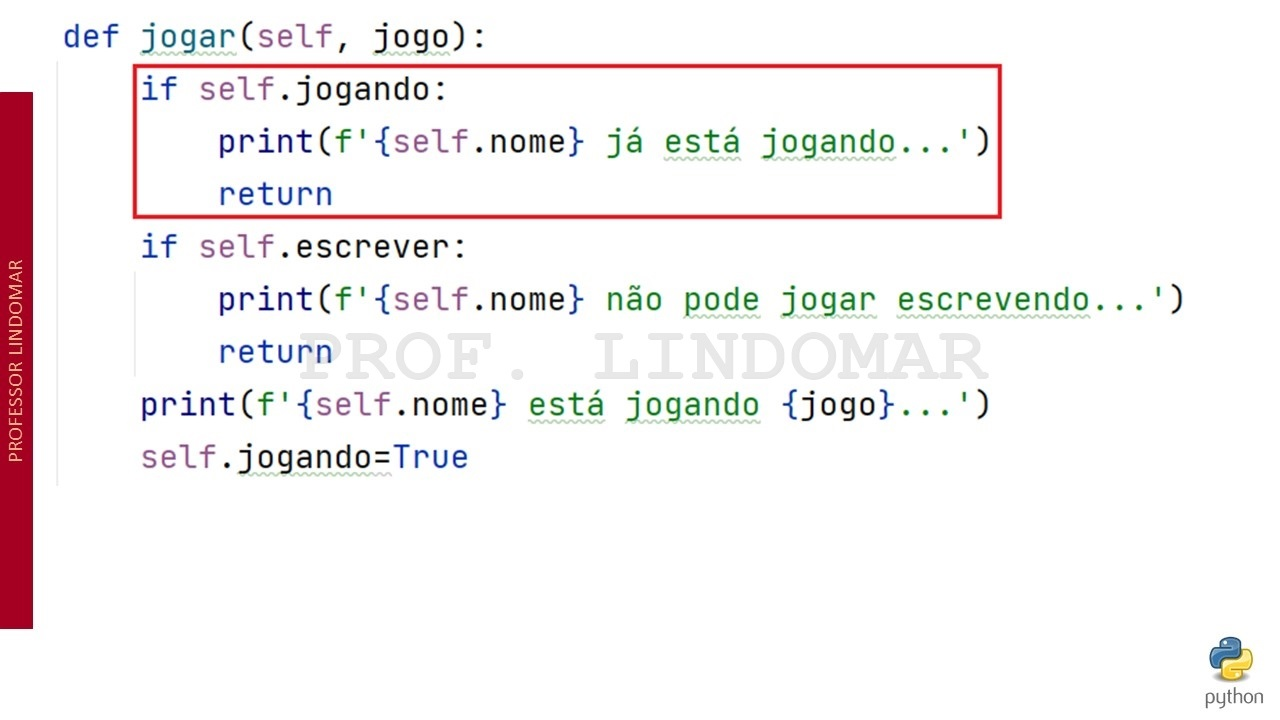 def jogar(self, jogo):
if self.jogando:
print(f'{self.nome} já está jogando...')
return
if self.escrever:
print(f'{self.nome} não pode jogar escrevendo...')
return
print(f'{self.nome} está jogando {jogo}...')
self.jogando=True
PROF. LINDOMAR
PROFESSOR LINDOMAR
python